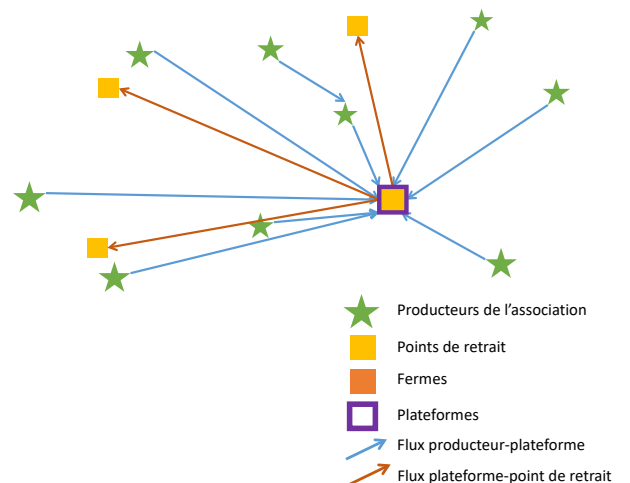 Producteurs de l’association
Points de retrait
Fermes
Plateformes
Flux producteur-plateforme
Flux plateforme-point de retrait